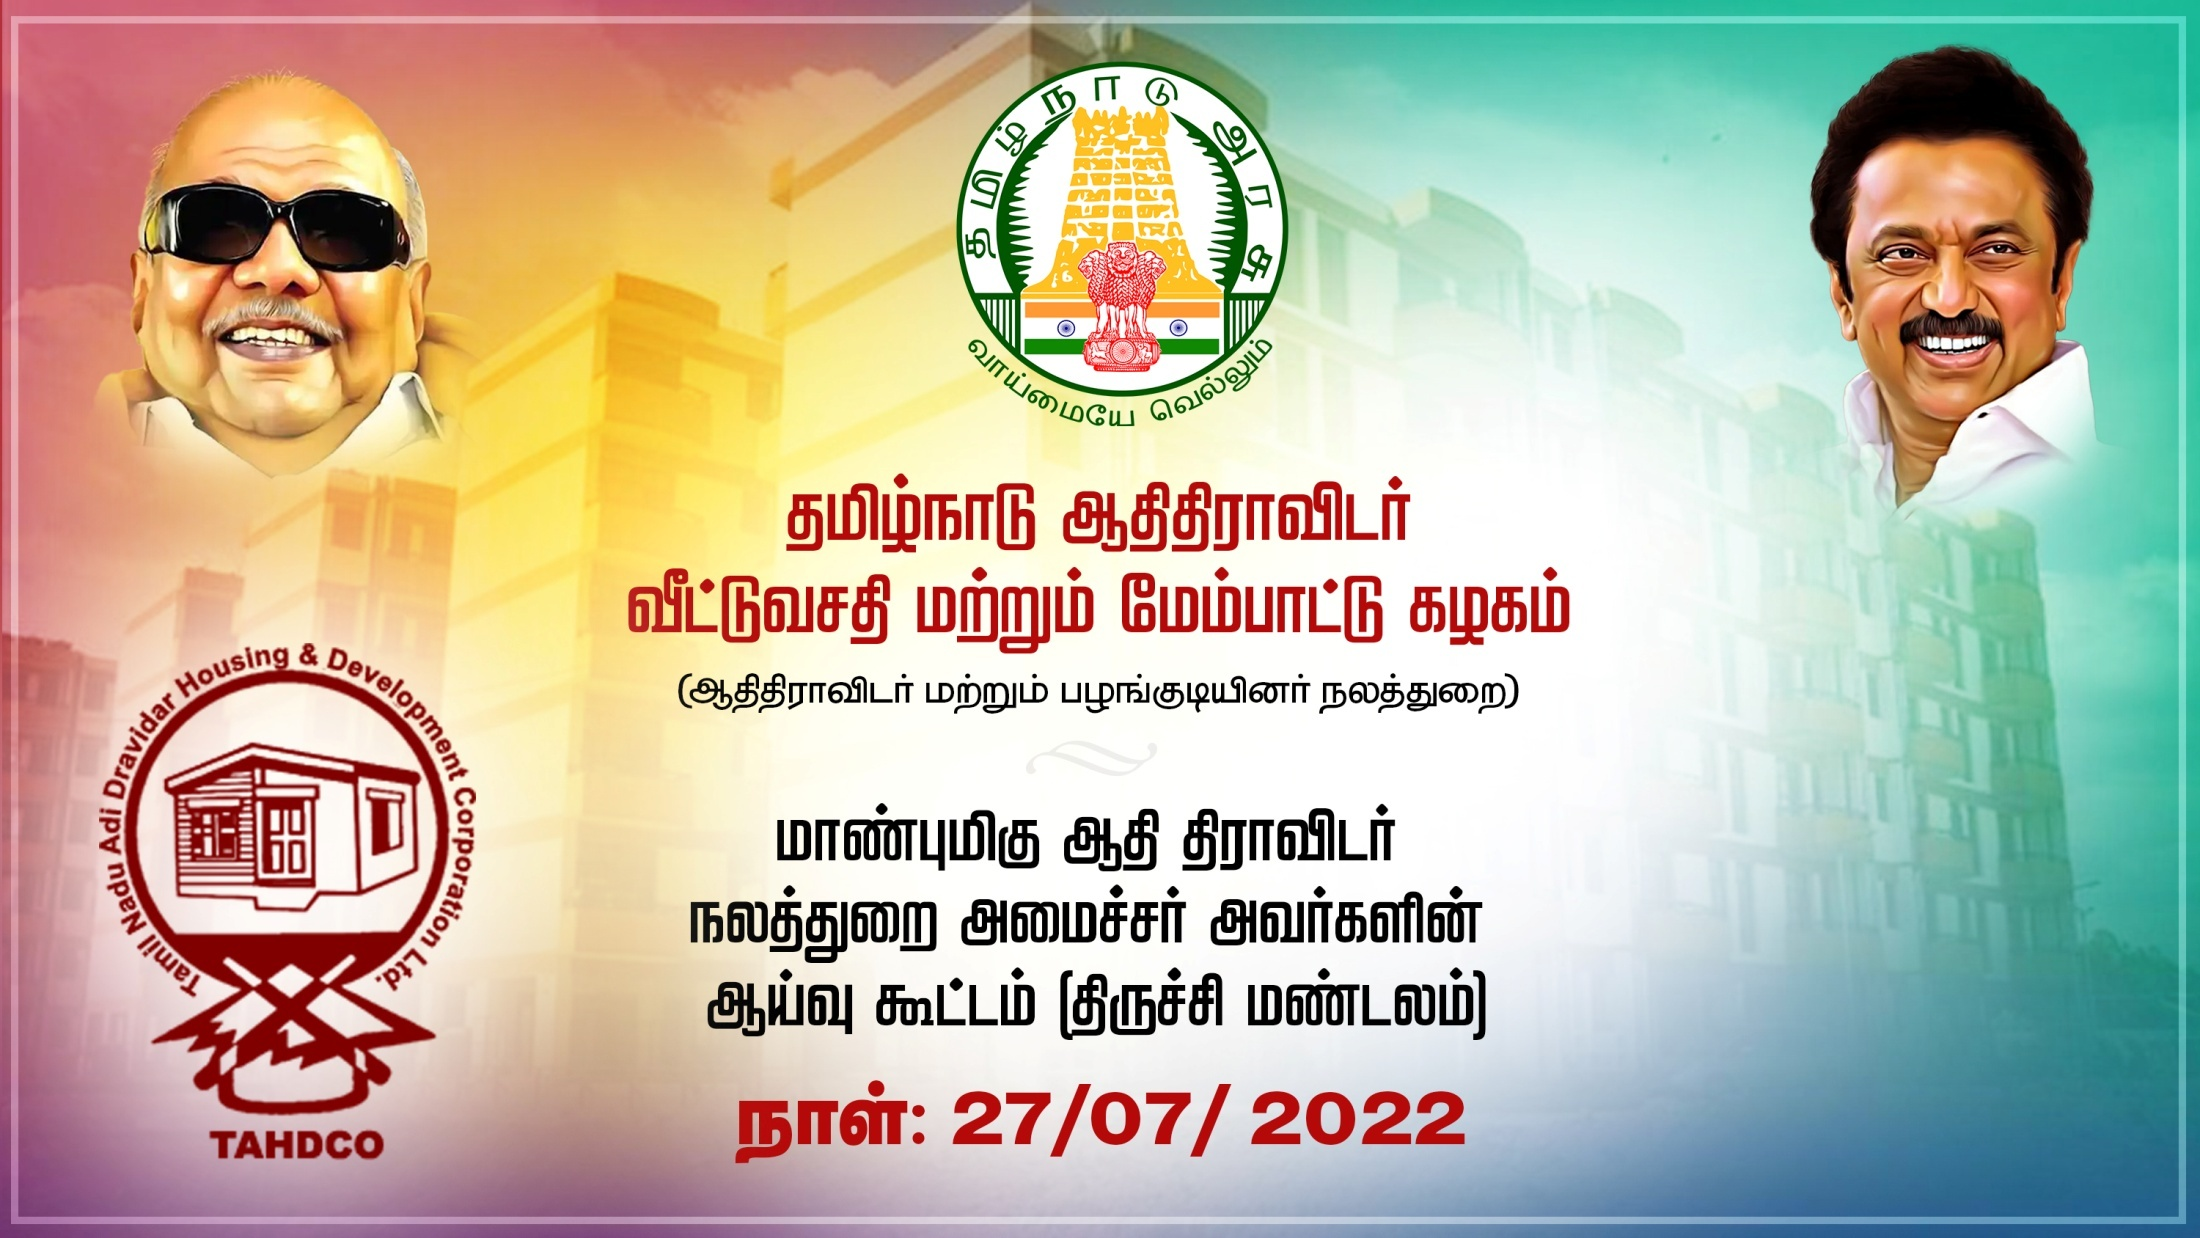 தமிழ்நாடு அரசு
வாய்மையே வெல்லும்
தமிழ்நாடு ஆதிதிராவிடர்
வீட்டுவசதி மற்றும் மேம்பாட்டு கழகம்
(ஆதிதிராவிடர் மற்றும் பழங்குடியினர் நலத்துறை)
Tamil Nadu Adi Dravidar Housing & Development Corporation Ltd.
TAHDCO
மாண்புமிகு ஆதி திராவிடர்
நலத்துறை அமைச்சர் அவர்களின்
ஆய்வு கூட்டம் (திருச்சி மண்டலம்)
நாள்: 27/07/ 2022